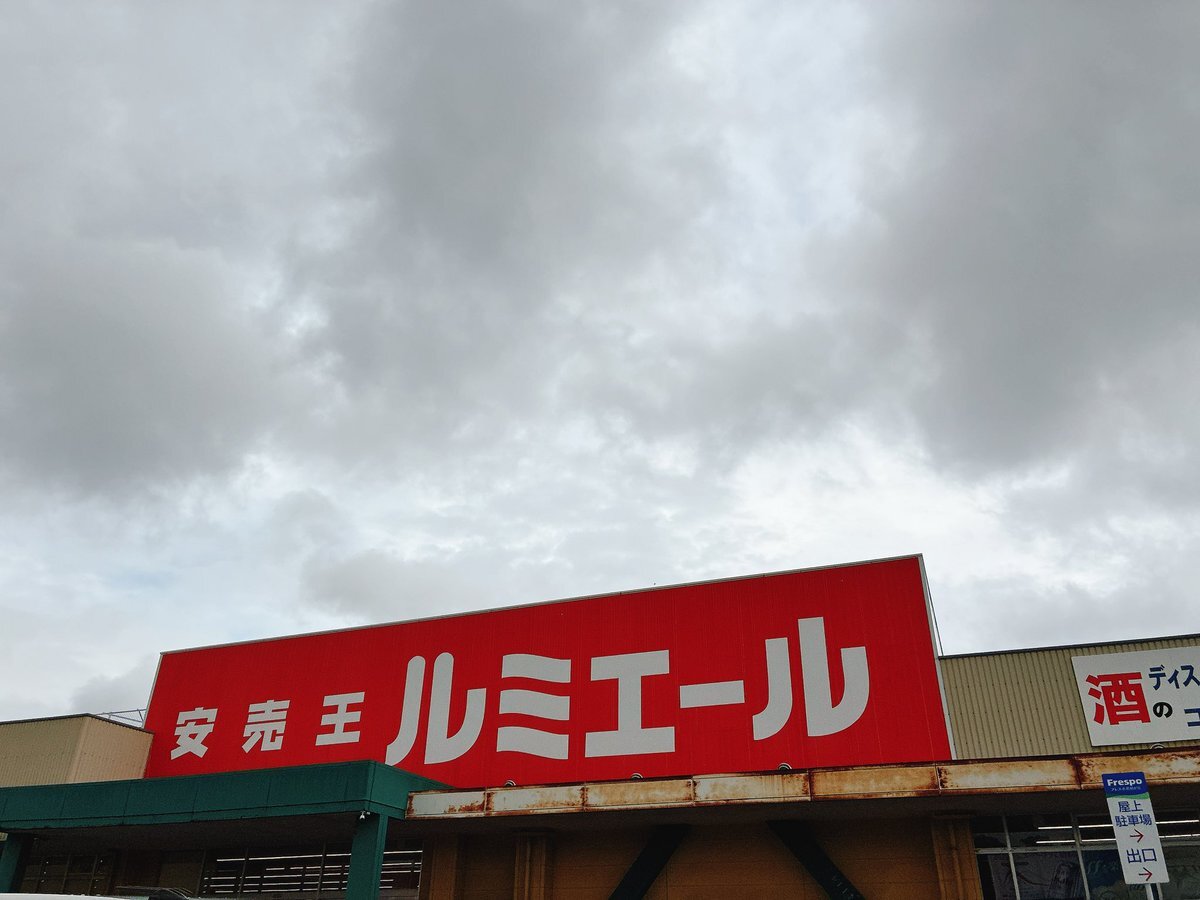 安売王 ルミエール
酒の
ディス
Frespo
屋上
駐車場
→
出口
→